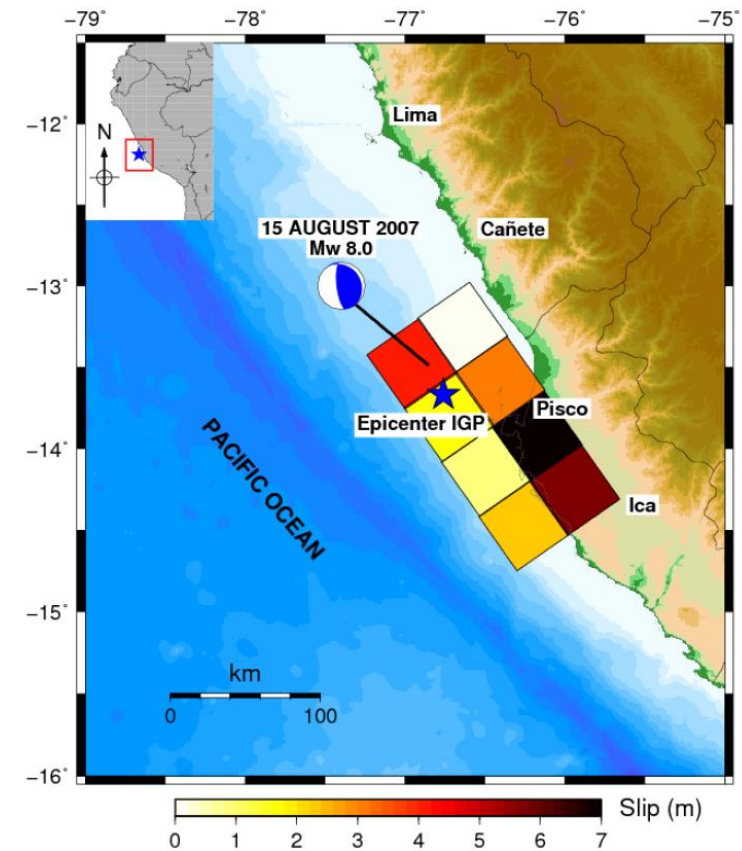 −79° −78° −77° −76° −75°
N
Lima
−12°
15 AUGUST 2007
Mw 8.0
Cañete
−13°
Epicenter IGP
Pisco
−14°
PACIFIC OCEAN
Ica
−15°
km
0 100
−16°
Slip (m)
0 1 2 3 4 5 6 7